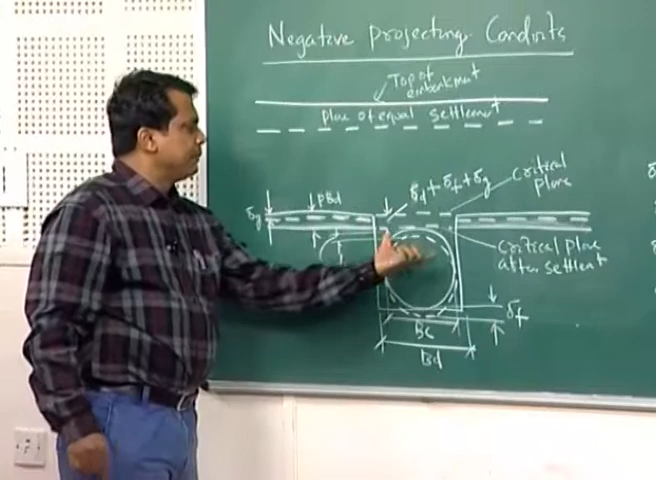 Negative projecting Conduits
Top of
embankment
Plane of equal settlement
critical
plane
δd + δf + δg
δg
PBd
critical plane
after settlement
δf
Bc
Bd